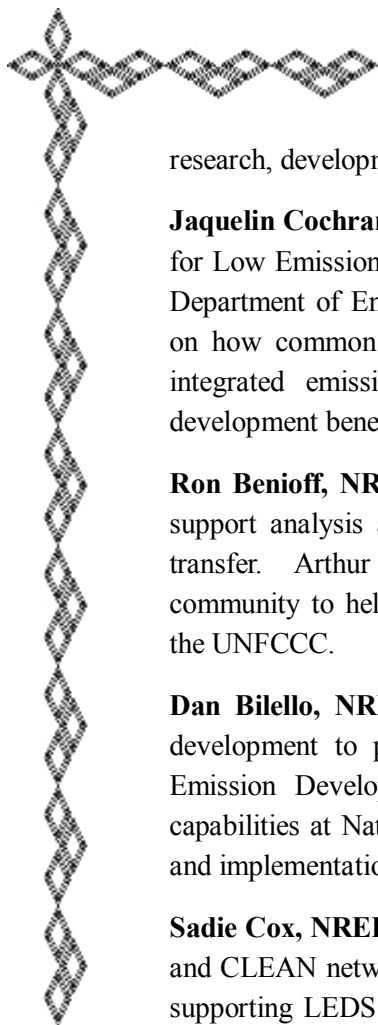 research, developm
Jaquelin Cochran
for Low Emission
Department of En
on how common
integrated emissi
development bene
Ron Benioff, NR
support analysis
transfer. Arthur
community to hel
the UNFCCC.
Dan Bilello, NRE
development to p
Emission Develop
capabilities at Nat
and implementatio
Sadie Cox, NREL
and CLEAN netw
supporting LEDS